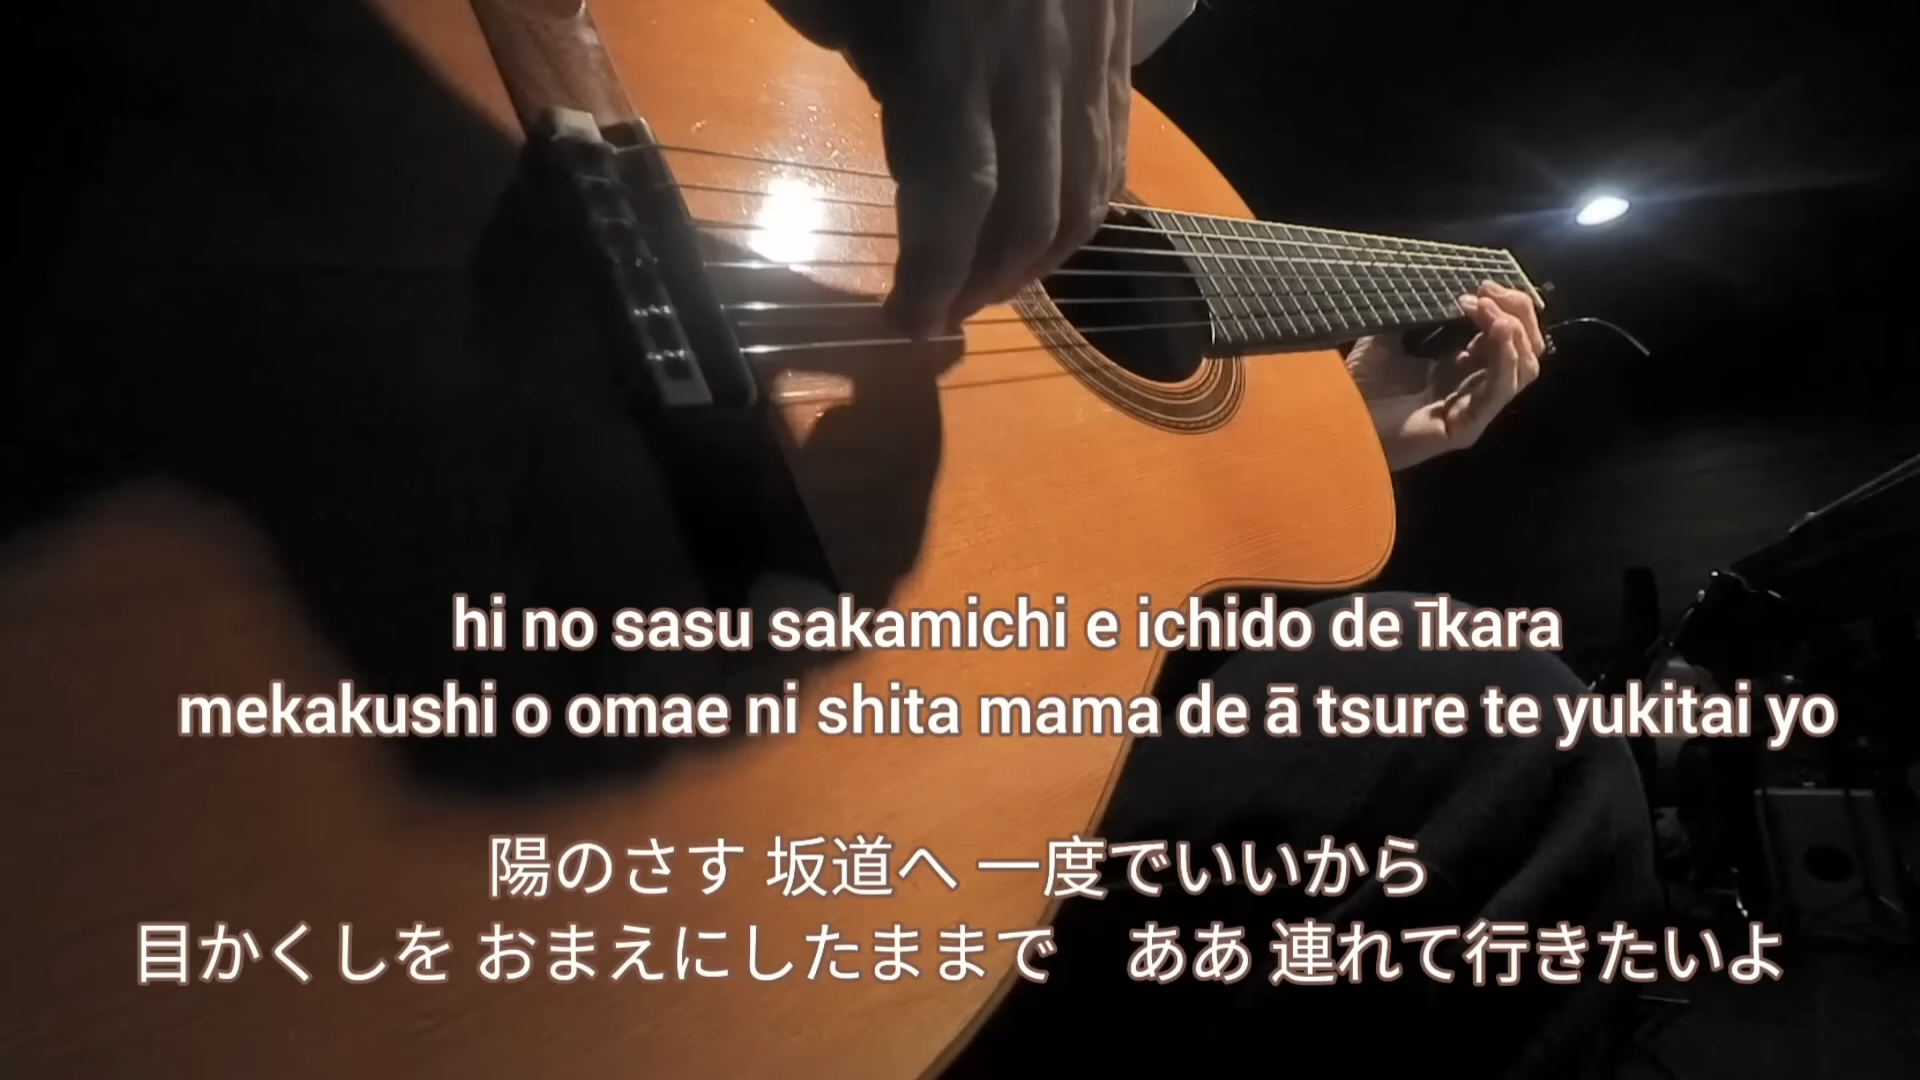 hi no sasu sakamichi e ichido de īkara
mekakushi o omae ni shita mama de ā tsure te yukitai yo
陽のさす 坂道へ 一度でいいから
目かくしを おまえにしたままで　ああ 連れて行きたいよ